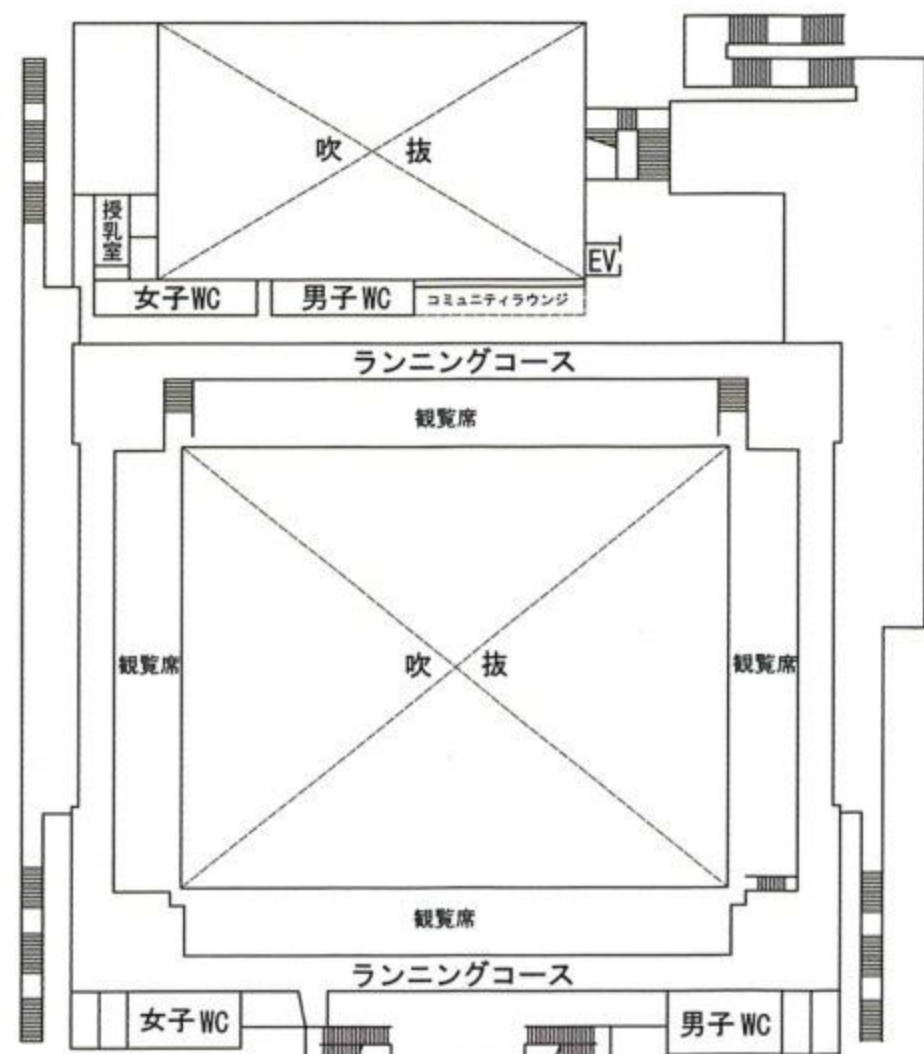 吹 抜
授乳室
EV
女子WC
男子WC
コミュニティラウンジ
ランニングコース
観覧席
観覧席
吹 抜
観覧席
観覧席
ランニングコース
女子WC
男子WC